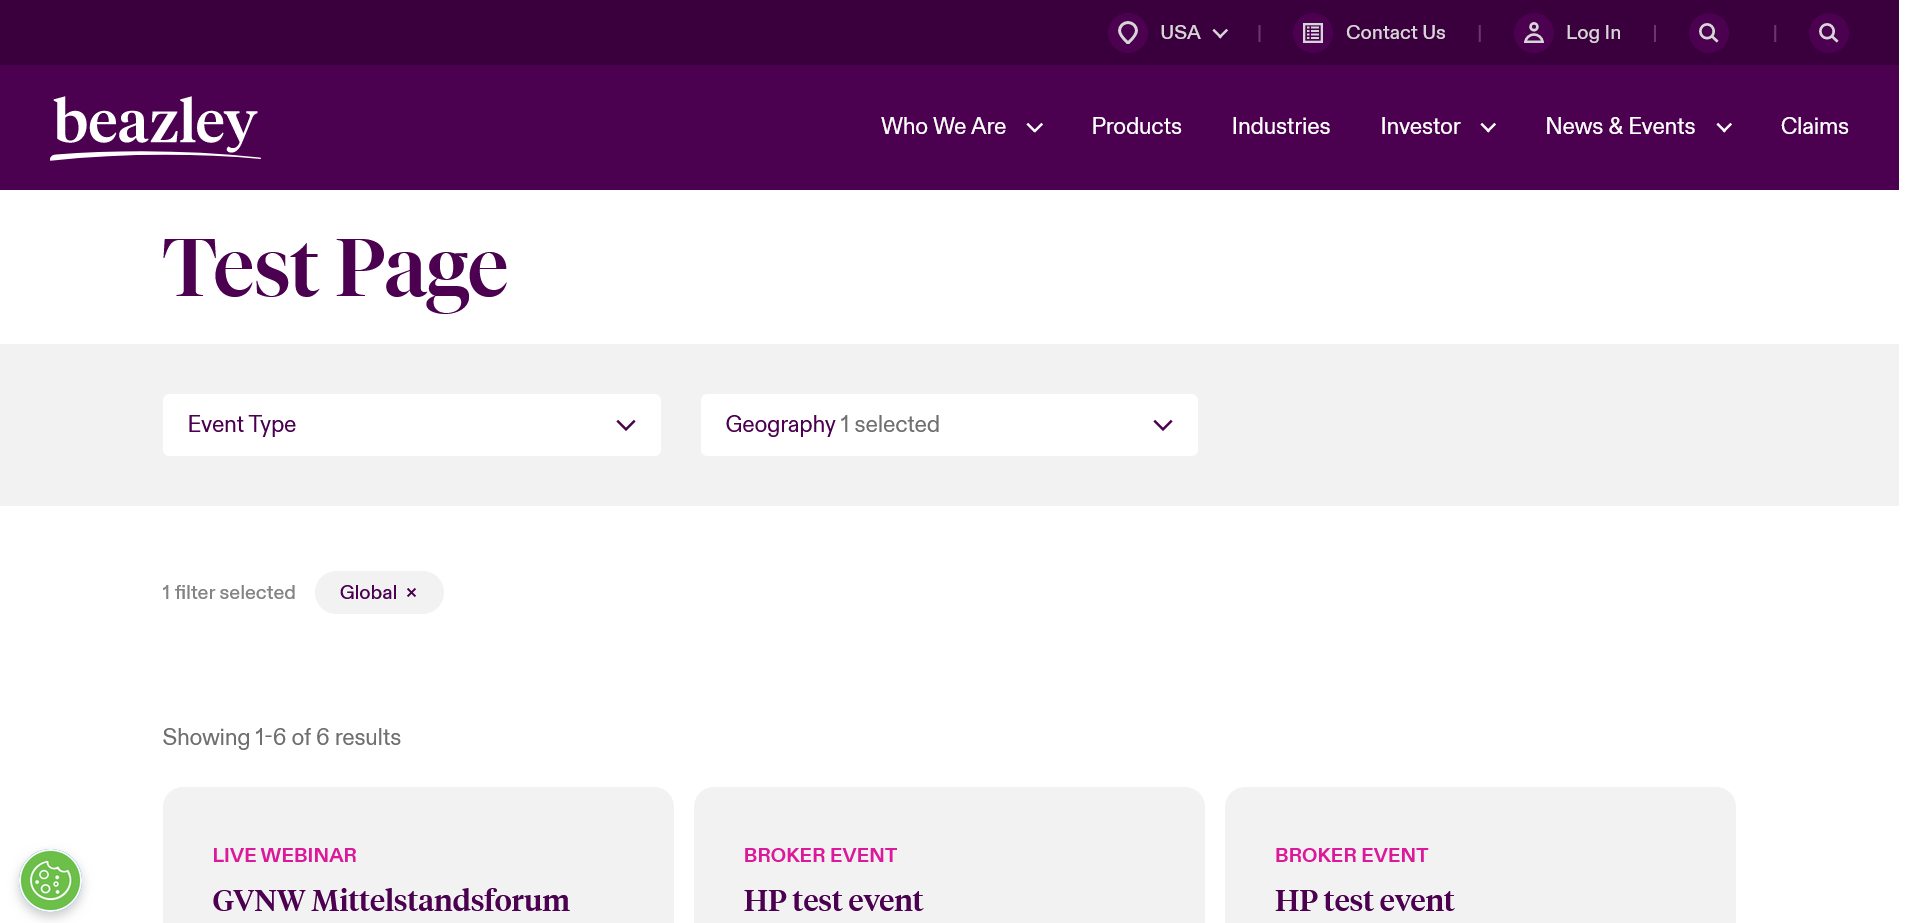 USA | Contact Us | Log In | |
beazley
Who We Are Products Industries Investor News & Events Claims
Test Page
Event Type
Geography 1 selected
1 filter selected Global ×
Showing 1-6 of 6 results
LIVE WEBINAR
GVNW Mittelstandsforum
BROKER EVENT
HP test event
BROKER EVENT
HP test event